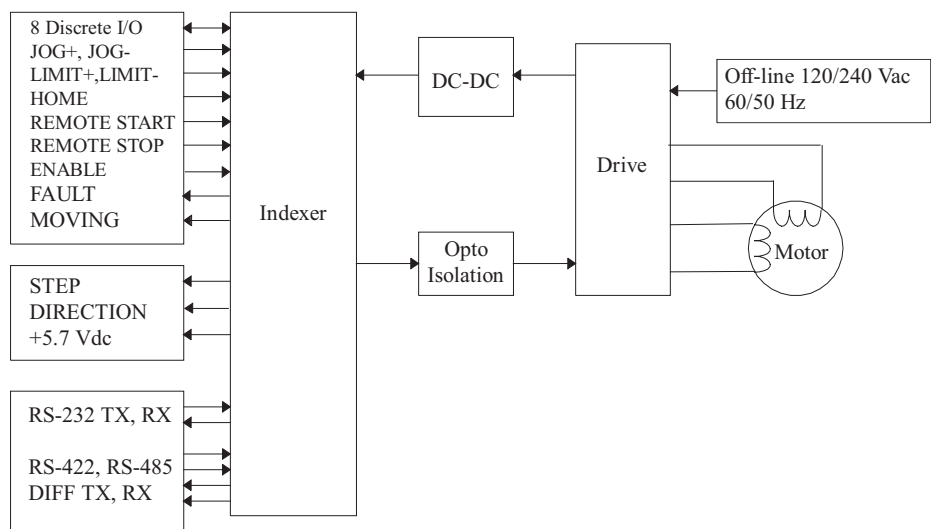 8 Discrete I/O
JOG+, JOG-
LIMIT+,LIMIT-
HOME
REMOTE START
REMOTE STOP
ENABLE
FAULT
MOVING
STEP
DIRECTION
+5.7 Vdc
RS-232 TX, RX
RS-422, RS-485
DIFF TX, RX
Indexer
DC-DC
Opto
Isolation
Drive
Off-line 120/240 Vac
60/50 Hz
Motor